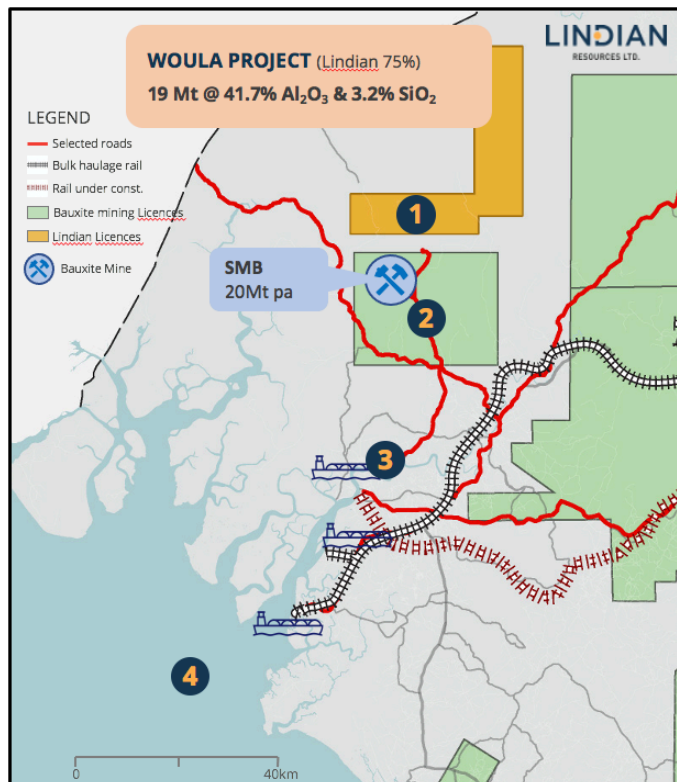 WOULA PROJECT (Lindian 75%)
19 Mt @ 41.7% Al₂O₃ & 3.2% SiO₂
LINDIAN
RESOURCES LTD.
LEGEND
Selected roads
Bulk haulage rail
Rail under const.
Bauxite mining Licences
Lindian Licences
Bauxite Mine
1
SMB
20Mt pa
2
3
4
0 40km